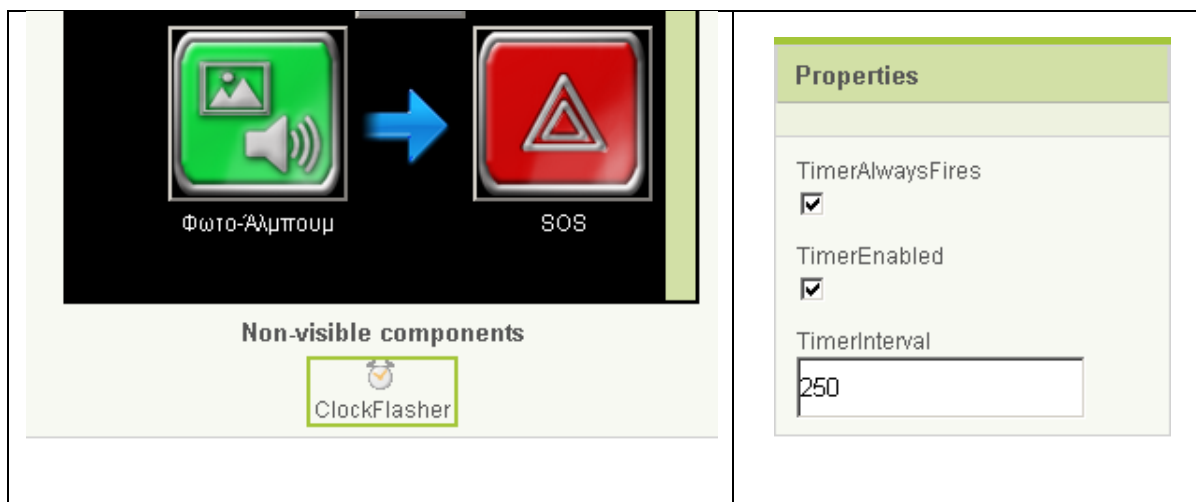 Φωτο-Άλμπουμ
SOS
Non-visible components
ClockFlasher
Properties
TimerAlwaysFires
TimerEnabled
TimerInterval
250